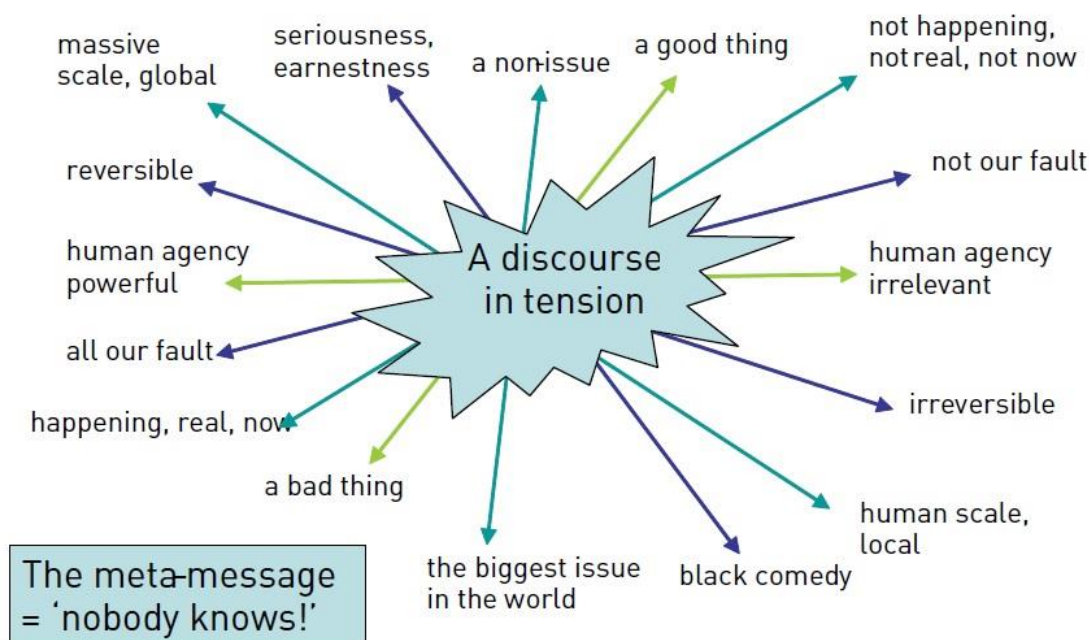 massive
scale, global
seriousness,
earnestness
a non-issue
a good thing
not happening,
not real, not now
reversible
not our fault
human agency
powerful
A discourse
in tension
human agency
irrelevant
all our fault
happening, real, now
irreversible
a bad thing
human scale,
local
the biggest issue
in the world
black comedy
The meta-message
= 'nobody knows!'